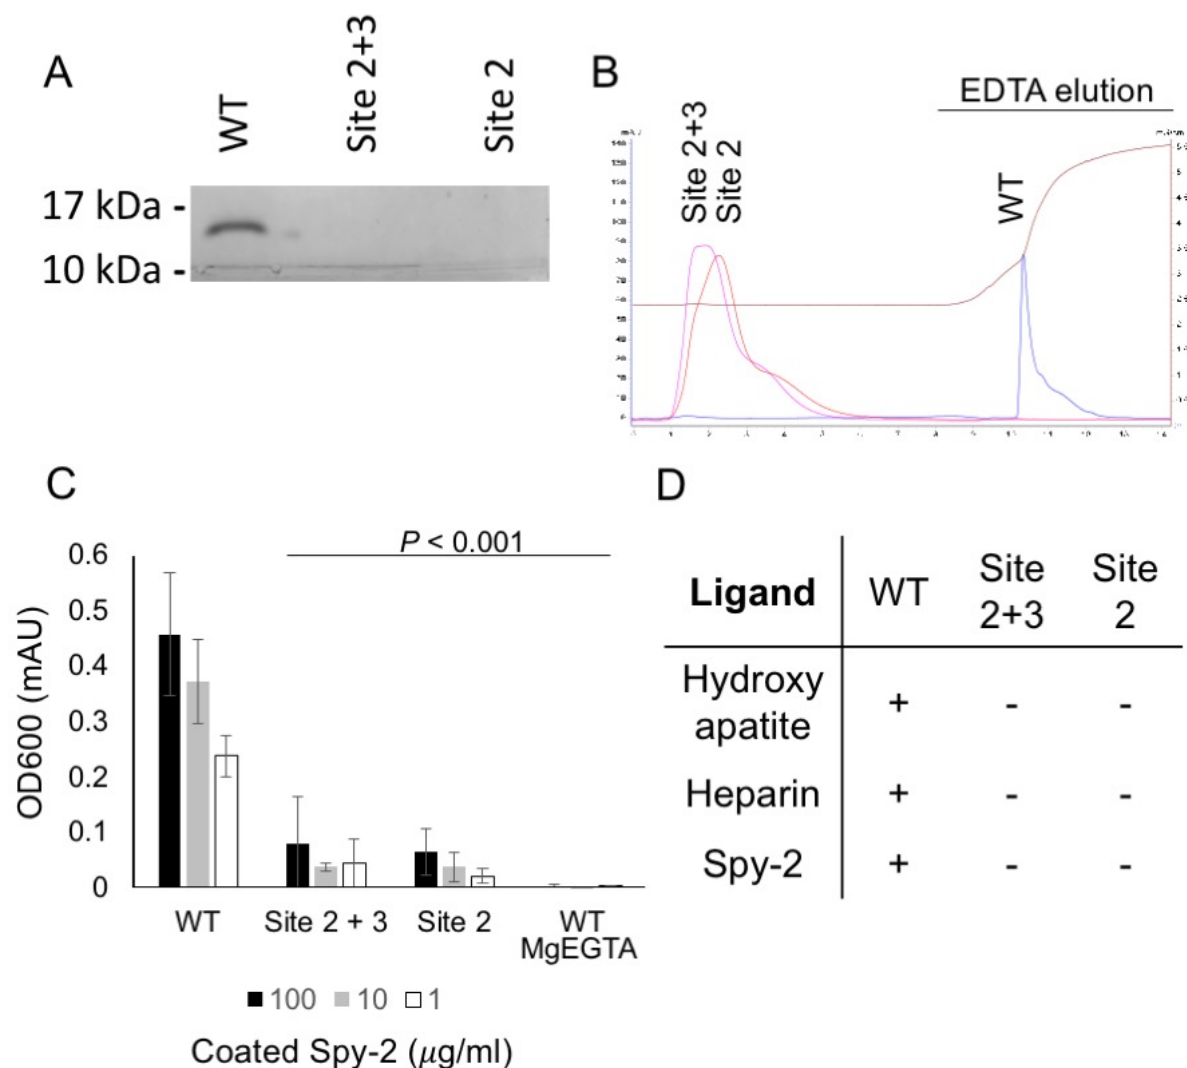 A
WT
Site 2+3
Site 2
17 kDa -
10 kDa -
B
EDTA elution
Site 2+3
Site 2
WT
C
P < 0.001
OD600 (mAU)
0.6
0.5
0.4
0.3
0.2
0.1
0
WT
Site 2 + 3
Site 2
WT
MgEGTA
100 10 1
Coated Spy-2 (μg/ml)
D
Ligand WT Site 2+3 Site 2
Hydroxy
apatite + - -
Heparin + - -
Spy-2 + - -